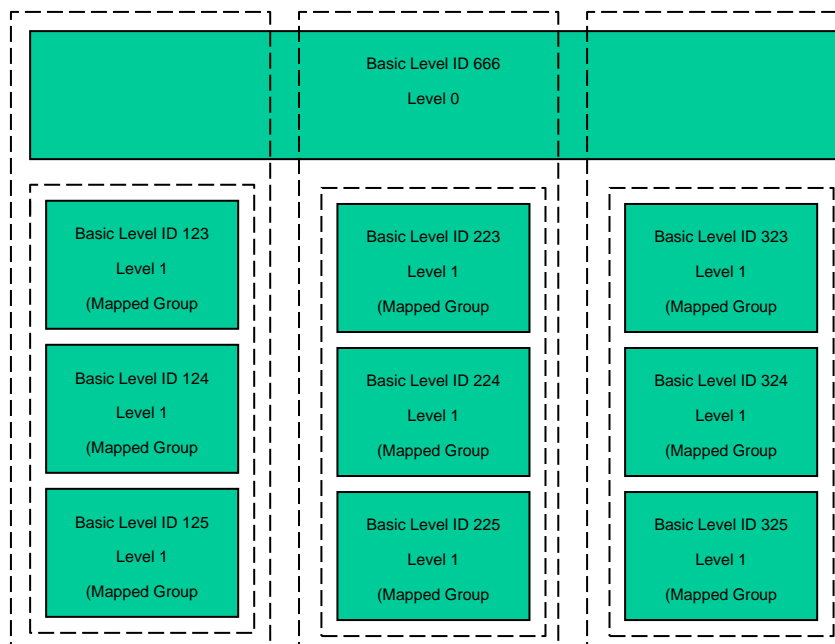 Basic Level ID 666
Level 0
Basic Level ID 123
Level 1
(Mapped Group
Basic Level ID 124
Level 1
(Mapped Group
Basic Level ID 125
Level 1
(Mapped Group
Basic Level ID 223
Level 1
(Mapped Group
Basic Level ID 224
Level 1
(Mapped Group
Basic Level ID 225
Level 1
(Mapped Group
Basic Level ID 323
Level 1
(Mapped Group
Basic Level ID 324
Level 1
(Mapped Group
Basic Level ID 325
Level 1
(Mapped Group